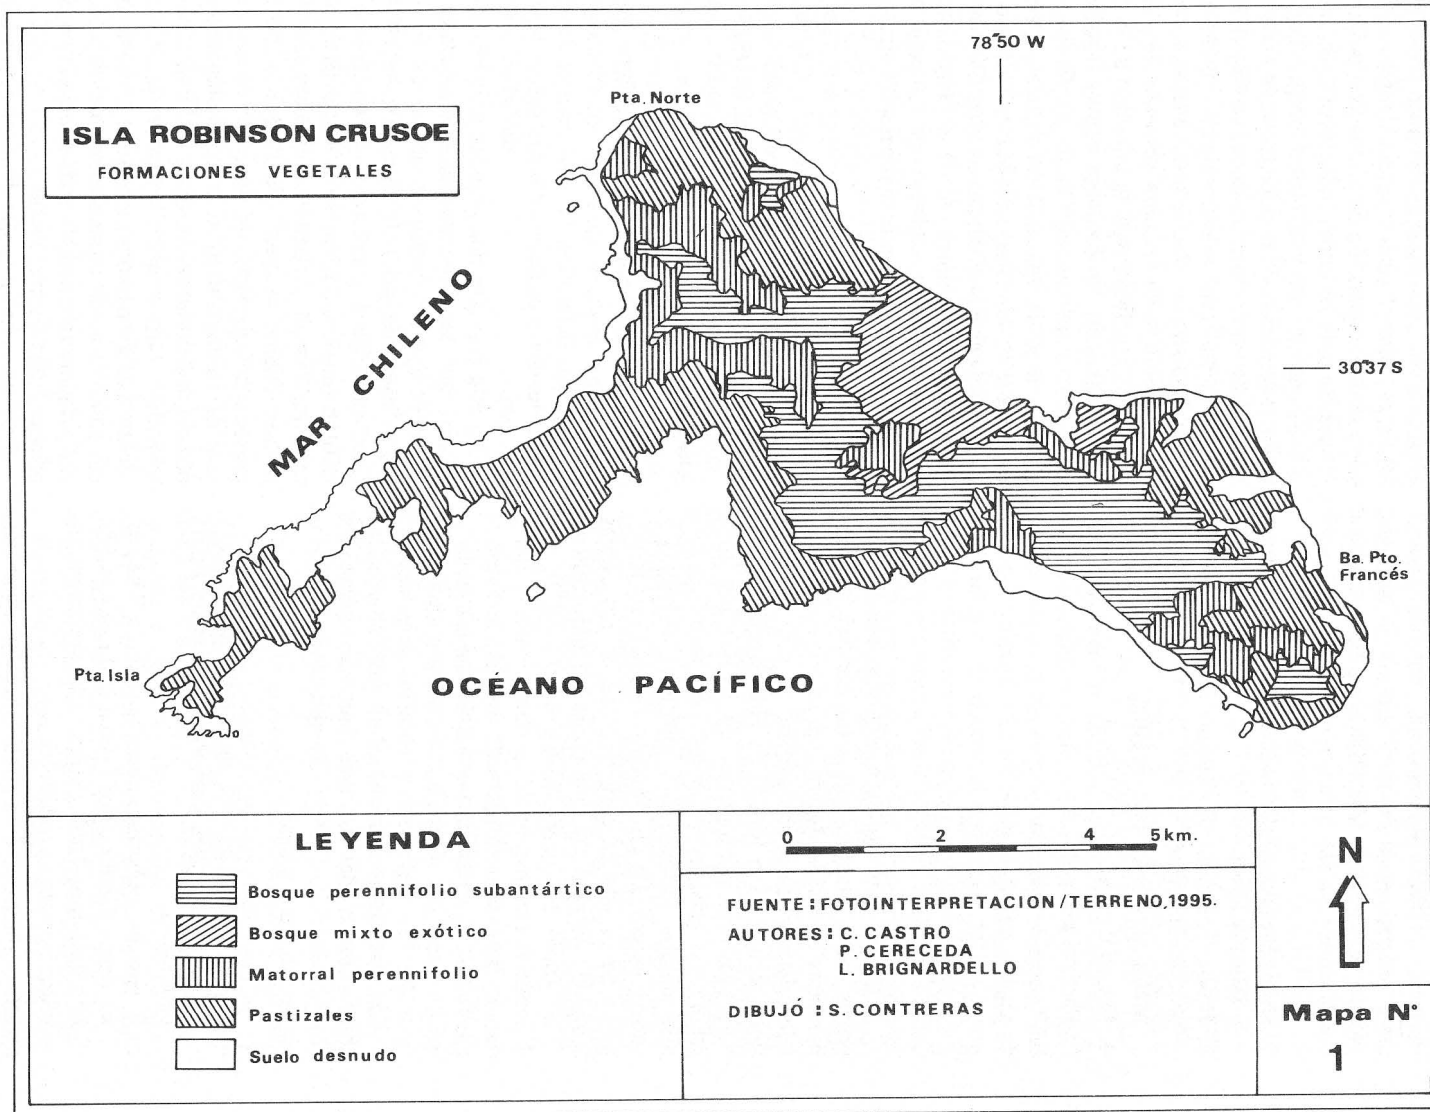 78°50 W
Pta. Norte
ISLA ROBINSON CRUSOE
FORMACIONES VEGETALES
MAR CHILENO
30°37 S
Ba. Pto.
Francés
Pta. Isla
OCÉANO PACÍFICO
LEYENDA
Bosque perennifolio subantártico
Bosque mixto exótico
Matorral perennifolio
Pastizales
Suelo desnudo
0 2 4 5 km.
FUENTE : FOTOINTERPRETACION / TERRENO, 1995.
AUTORES : C. CASTRO
P. CERECEDA
L. BRIGNARDELLO
DIBUJÓ : S. CONTRERAS
N
Mapa N°
1